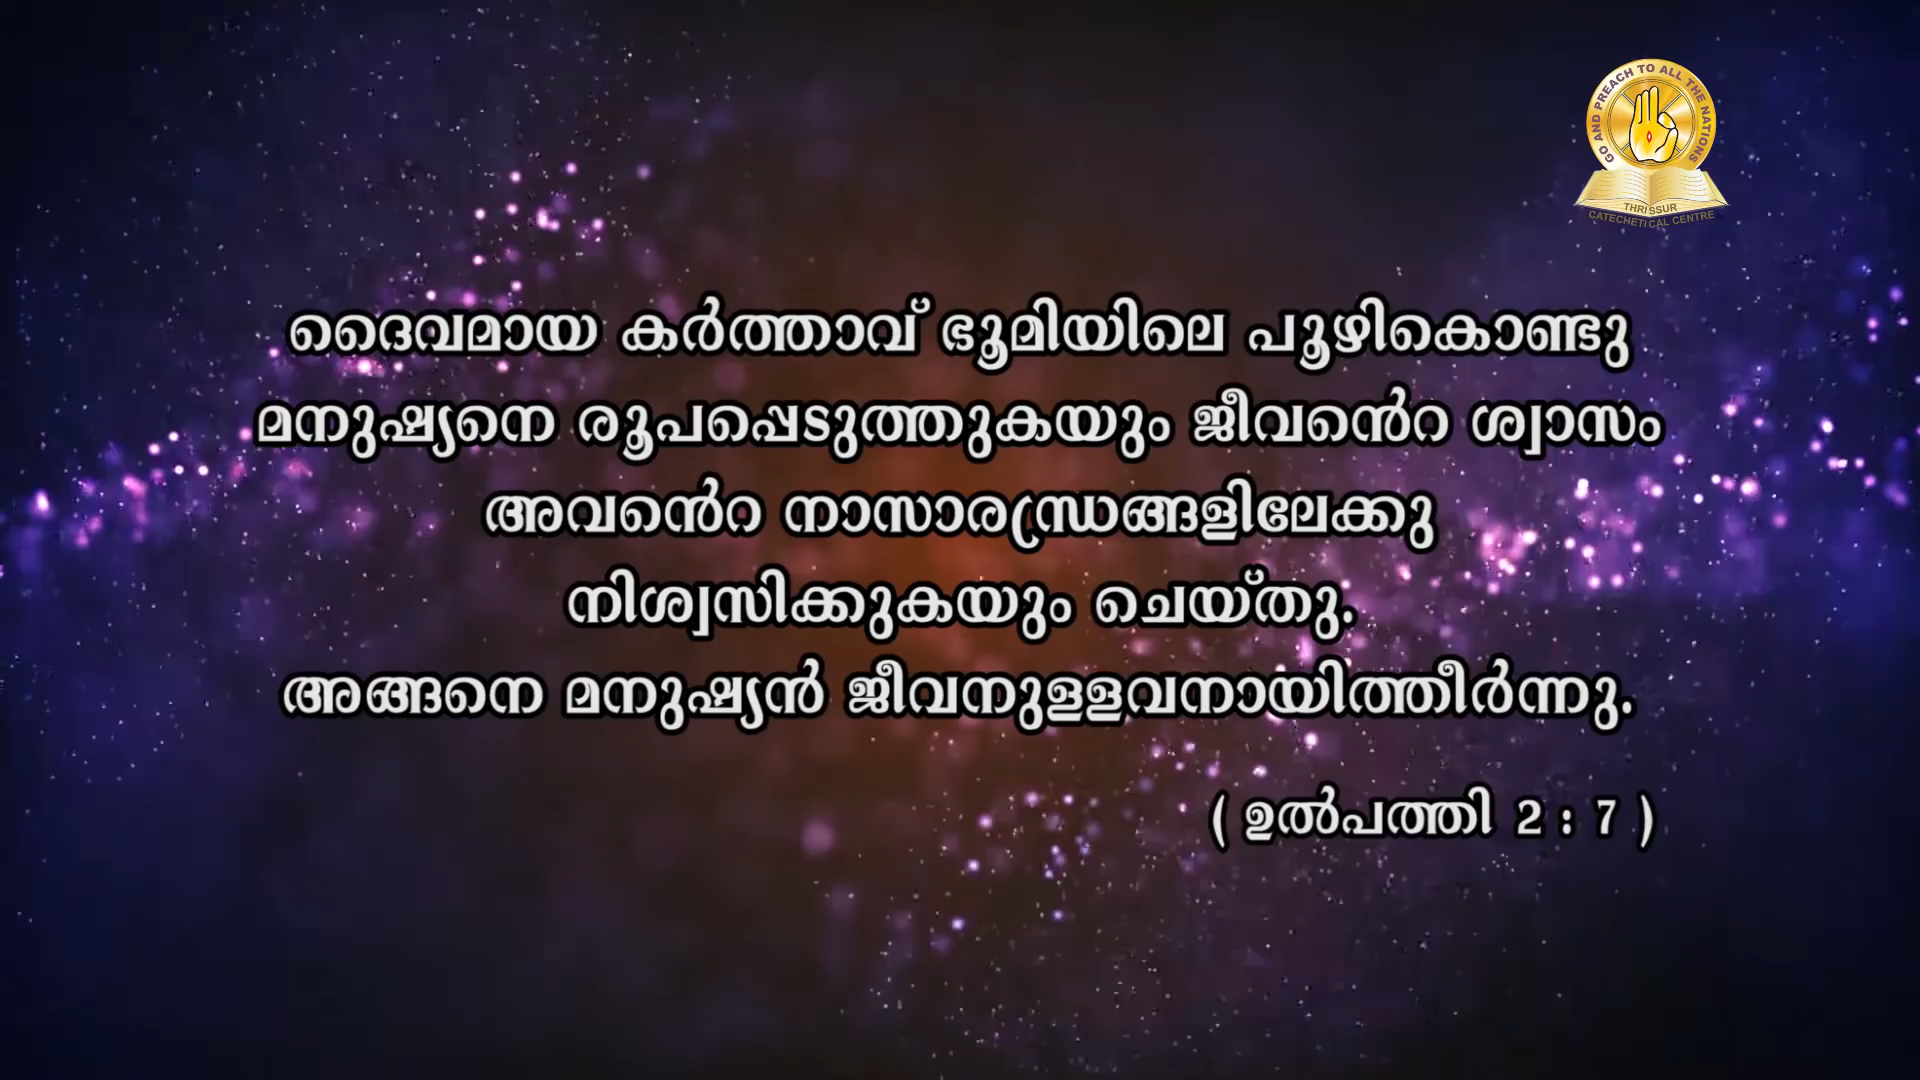 GO AND PREACH TO ALL THE NATIONS
THRISSUR
CATECHETICAL CENTRE
ദൈവമായ കർത്താവ് ഭൂമിയിലെ പൂഴികൊണ്ടു
മനുഷ്യനെ രൂപപ്പെടുത്തുകയും ജീവൻെറ ശ്വാസം
അവൻെറ നാസാരന്ധ്രങ്ങളിലേക്കു
നിശ്വസിക്കുകയും ചെയ്തു.
അങ്ങനെ മനുഷ്യൻ ജീവനുളളവനായിത്തീർന്നു.
( ഉൽപത്തി 2 : 7 )